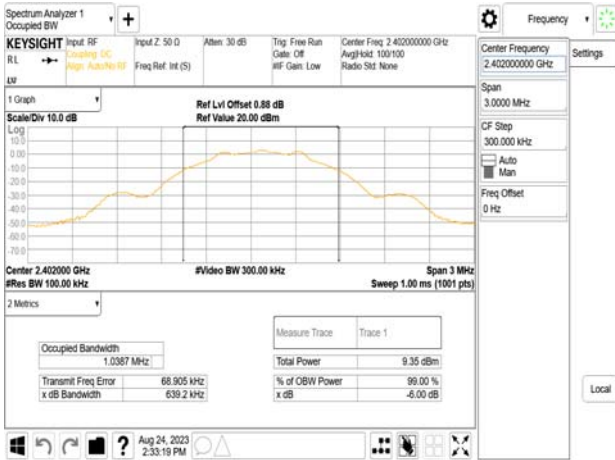 Spectrum Analyzer 1
Occupied BW
Frequency
KEYSIGHT
RL
LXI
Input: RF
Coupling: DC
Align: Auto/No RF
Input Z: 50 Ω
Freq Ref: Int (S)
Atten: 30 dB
Trig: Free Run
Gate: Off
#IF Gain: Low
Center Freq: 2.402000000 GHz
Avg|Hold: 100/100
Radio Std: None
Center Frequency
2.402000000 GHz
Settings
Span
3.0000 MHz
CF Step
300.000 kHz
Auto
Man
Freq Offset
0 Hz
Local
1 Graph
Scale/Div 10.0 dB
Ref Lvl Offset 0.88 dB
Ref Value 20.00 dBm
Log
10.0
0.00
-10.0
-20.0
-30.0
-40.0
-50.0
-60.0
-70.0
Center 2.402000 GHz
#Res BW 100.00 kHz
#Video BW 300.00 kHz
Span 3 MHz
Sweep 1.00 ms (1001 pts)
2 Metrics
Measure Trace
Trace 1
Occupied Bandwidth
1.0387 MHz
Total Power
9.35 dBm
Transmit Freq Error
68.905 kHz
% of OBW Power
99.00 %
x dB Bandwidth
639.2 kHz
x dB
-6.00 dB
?
Aug 24, 2023
2:33:19 PM